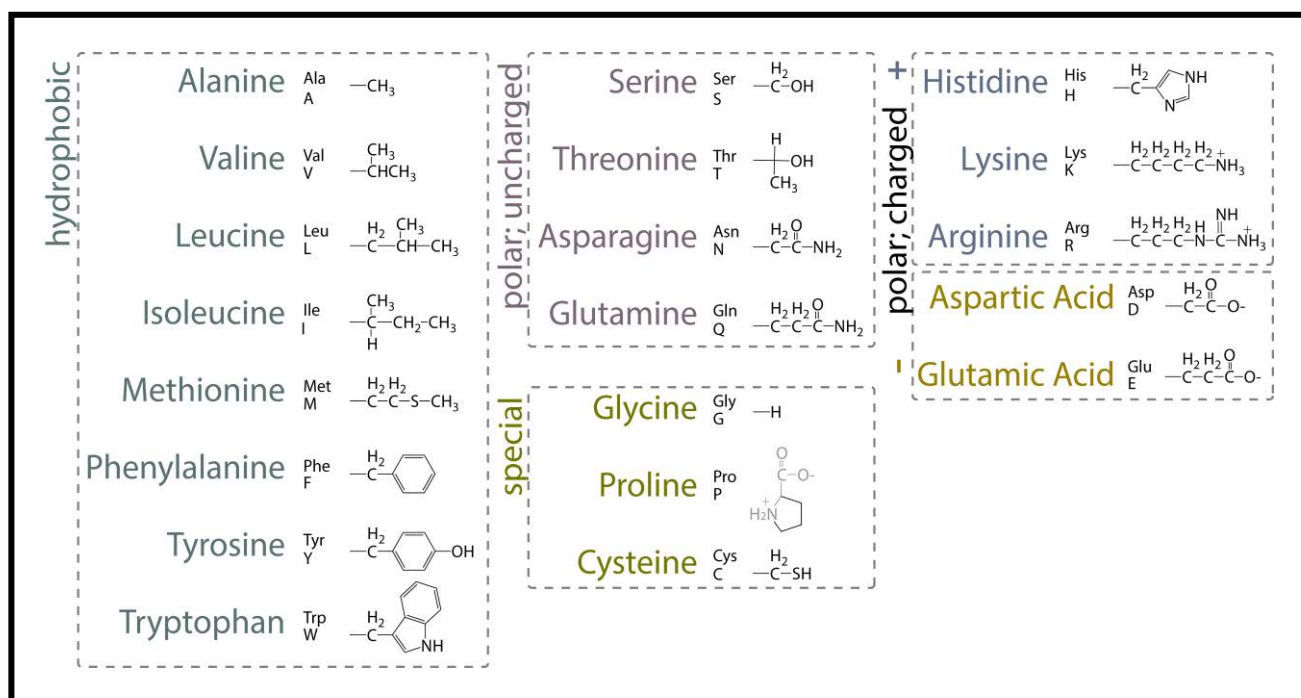 hydrophobic
Alanine Ala A —CH3
Valine Val V CH3 —CHCH3
Leucine Leu L H2 CH3 —C—CH—CH3
Isoleucine Ile I CH3 —C—CH2—CH3 H
Methionine Met M H2 H2 —C—C—S—CH3
Phenylalanine Phe F H2 —C
Tyrosine Tyr Y H2 —C OH
Tryptophan Trp W H2 —C NH
polar; uncharged
Serine Ser S H2 —C—OH
Threonine Thr T H OH CH3
Asparagine Asn N H2 O —C—C—NH2
Glutamine Gln Q H2 H2 O —C—C—C—NH2
special
Glycine Gly G —H
Proline Pro P O C—O- + H2N
Cysteine Cys C H2 —C—SH
polar; charged
+
Histidine His H H2 —C NH N
Lysine Lys K H2 H2 H2 H2 + —C—C—C—C—NH3
Arginine Arg R H2 H2 H2 H NH + —C—C—C—N—C—NH3
-
Aspartic Acid Asp D H2 O —C—C—O-
Glutamic Acid Glu E H2 H2 O —C—C—C—O-